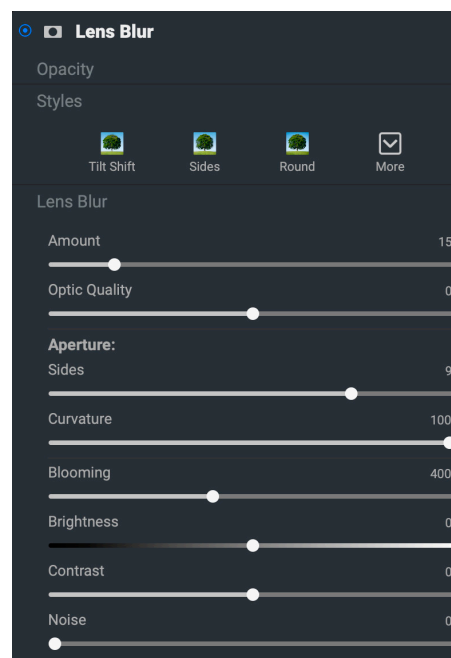 Lens Blur
Opacity
Styles
Tilt Shift Sides Round More
Lens Blur
Amount 15
Optic Quality 0
Aperture:
Sides 9
Curvature 100
Blooming 400
Brightness 0
Contrast 0
Noise 0